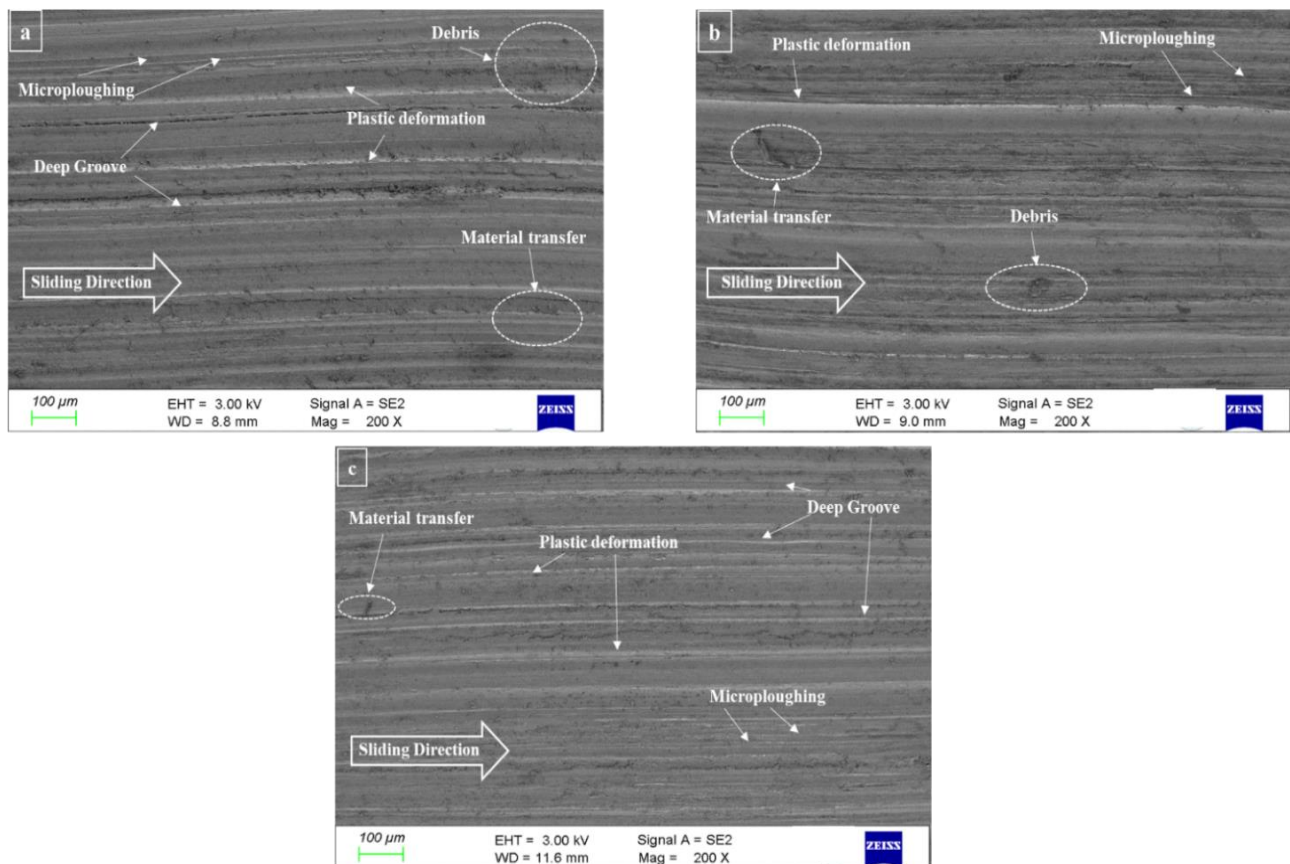 a
Debris
Microploughing
Plastic deformation
Deep Groove
Material transfer
Sliding Direction
100 µm
EHT = 3.00 kV
Signal A = SE2
WD = 8.8 mm
Mag = 200 X
ZEISS
b
Plastic deformation
Microploughing
Material transfer
Debris
Sliding Direction
100 µm
EHT = 3.00 kV
Signal A = SE2
WD = 9.0 mm
Mag = 200 X
ZEISS
c
Deep Groove
Material transfer
Plastic deformation
Microploughing
Sliding Direction
100 µm
EHT = 3.00 kV
Signal A = SE2
WD = 11.6 mm
Mag = 200 X
ZEISS